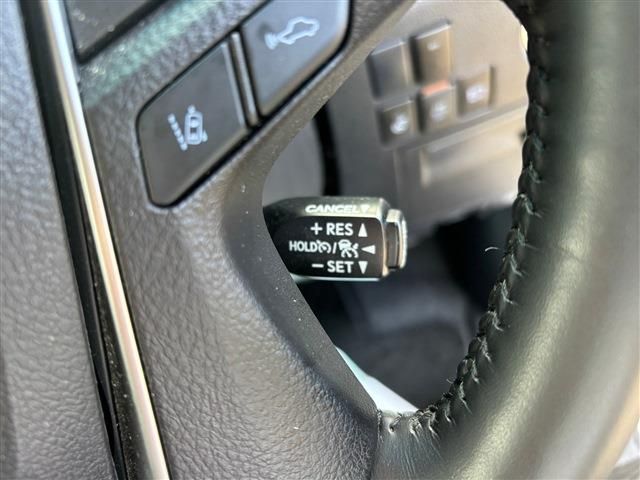 CANCEL▽
+ RES ▲
HOLD / ◀
− SET ▼